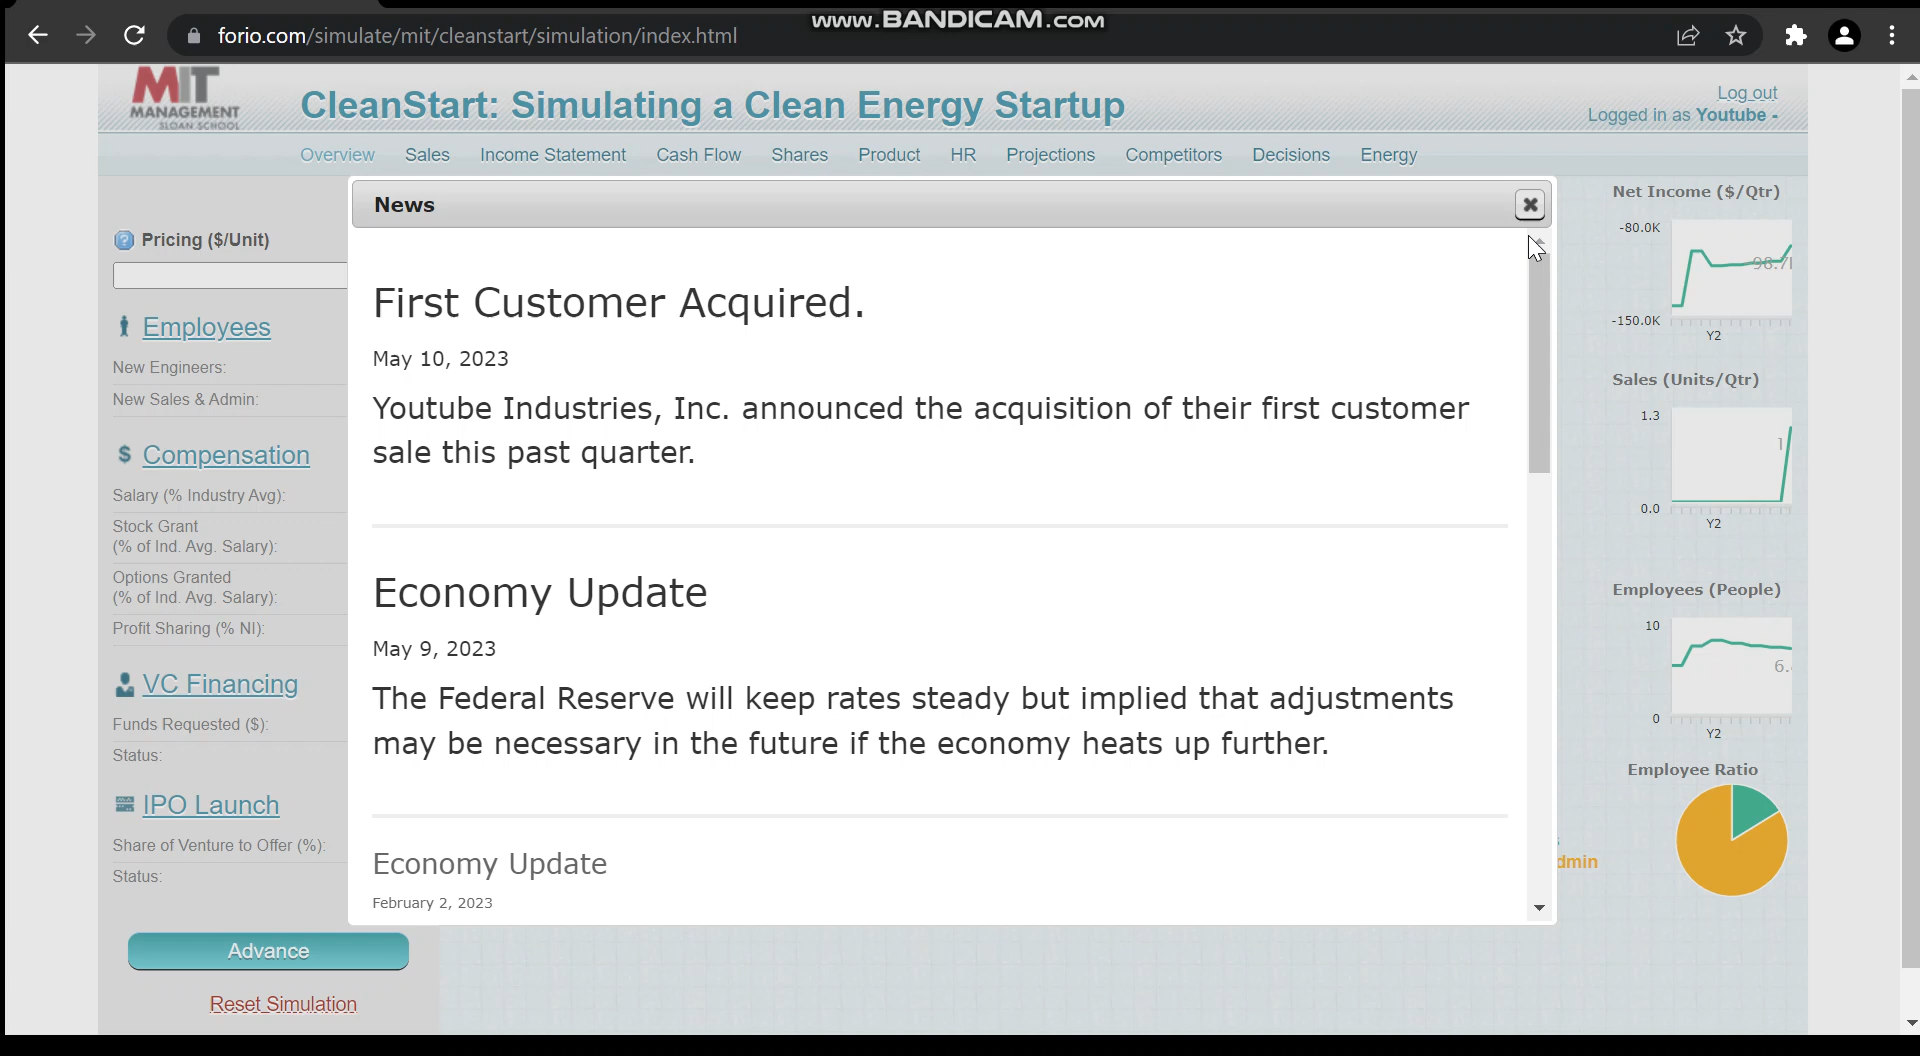 www.BANDICAM.com
forio.com/simulate/mit/cleanstart/simulation/index.html
MIT
MANAGEMENT
SLOAN SCHOOL
CleanStart: Simulating a Clean Energy Startup
Log out
Logged in as Youtube -
Overview Sales Income Statement Cash Flow Shares Product HR Projections Competitors Decisions Energy
Pricing ($/Unit)
Employees
New Engineers:
New Sales & Admin:
Compensation
Salary (% Industry Avg):
Stock Grant
(% of Ind. Avg. Salary):
Options Granted
(% of Ind. Avg. Salary):
Profit Sharing (% NI):
VC Financing
Funds Requested ($):
Status:
IPO Launch
Share of Venture to Offer (%):
Status:
Advance
Reset Simulation
News
First Customer Acquired.
May 10, 2023
Youtube Industries, Inc. announced the acquisition of their first customer
sale this past quarter.
Economy Update
May 9, 2023
The Federal Reserve will keep rates steady but implied that adjustments
may be necessary in the future if the economy heats up further.
Economy Update
February 2, 2023
Net Income ($/Qtr)
-80.0K
-150.0K
Y2
Sales (Units/Qtr)
1.3
1
0.0
Y2
Employees (People)
10
0
Y2
Employee Ratio
dmin